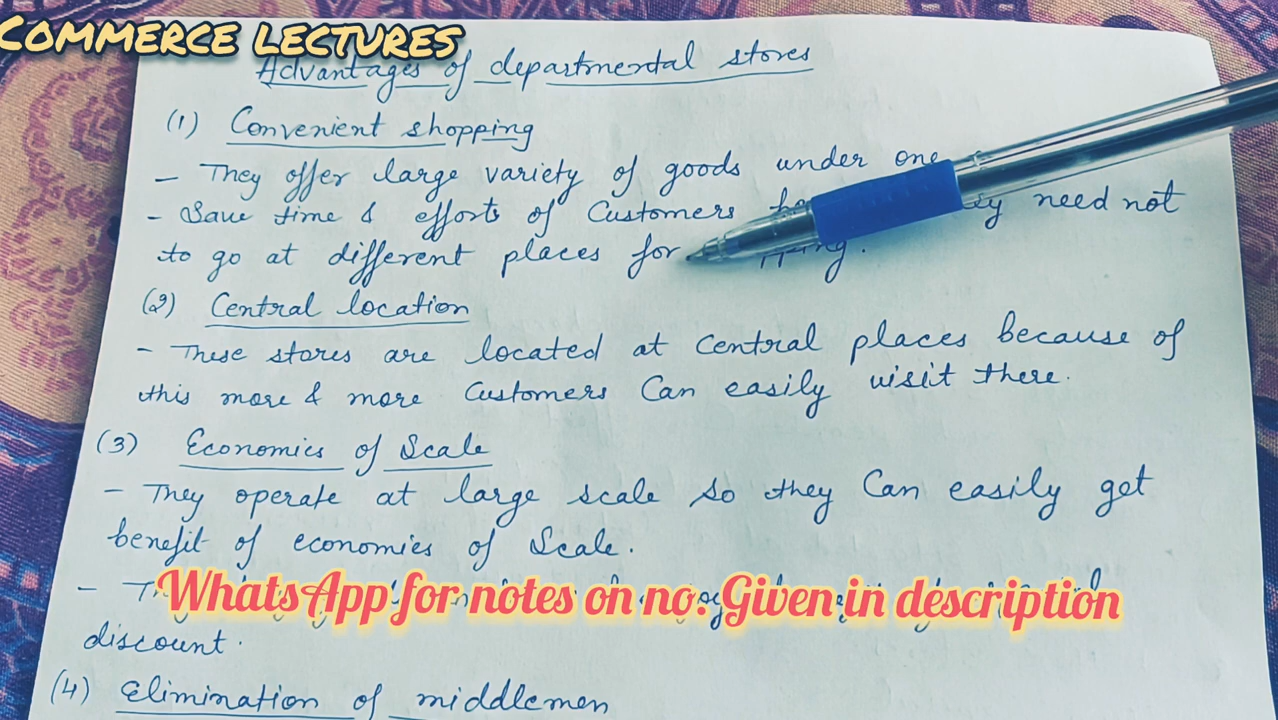 COMMERCE LECTURES
Advantages of departmental stores
(1) Convenient shopping
– They offer large variety of goods under one
- Save time & efforts of Customers need not
to go at different places for
(2) Central location
- These stores are located at central places because of
this more & more Customers Can easily visit there.
(3) Economics of Scale
- They operate at large scale so they Can easily get
benefit of economies of Scale.
-
WhatsApp for notes on no. Given in description
discount.
(4) Elimination of middlemen